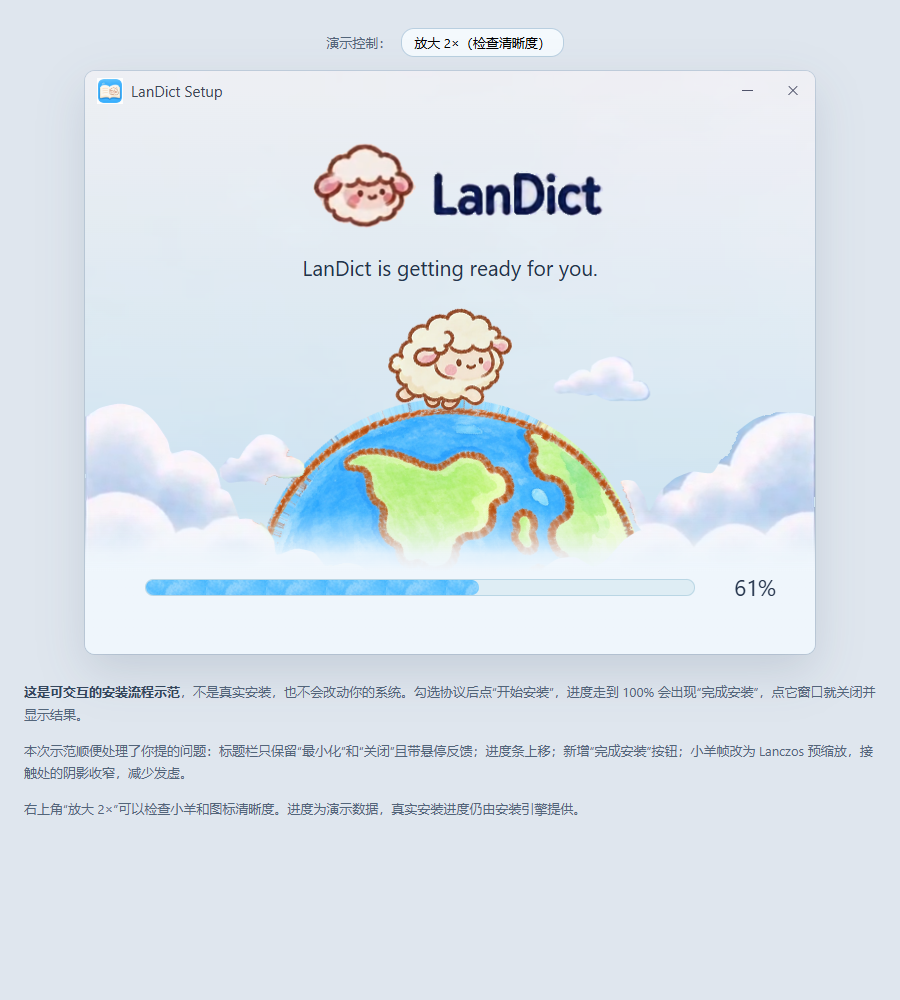 演示控制： 放大 2×（检查清晰度）
LanDict Setup
LanDict
LanDict is getting ready for you.
61%
这是可交互的安装流程示范，不是真实安装，也不会改动你的系统。勾选协议后点“开始安装”，进度走到 100% 会出现“完成安装”，点它窗口就关闭并
显示结果。
本次示范顺便处理了你提的问题：标题栏只保留“最小化”和“关闭”且带悬停反馈；进度条上移；新增“完成安装”按钮；小羊帧改为 Lanczos 预缩放，接
触处的阴影收窄，减少发虚。
右上角“放大 2×”可以检查小羊和图标清晰度。进度为演示数据，真实安装进度仍由安装引擎提供。